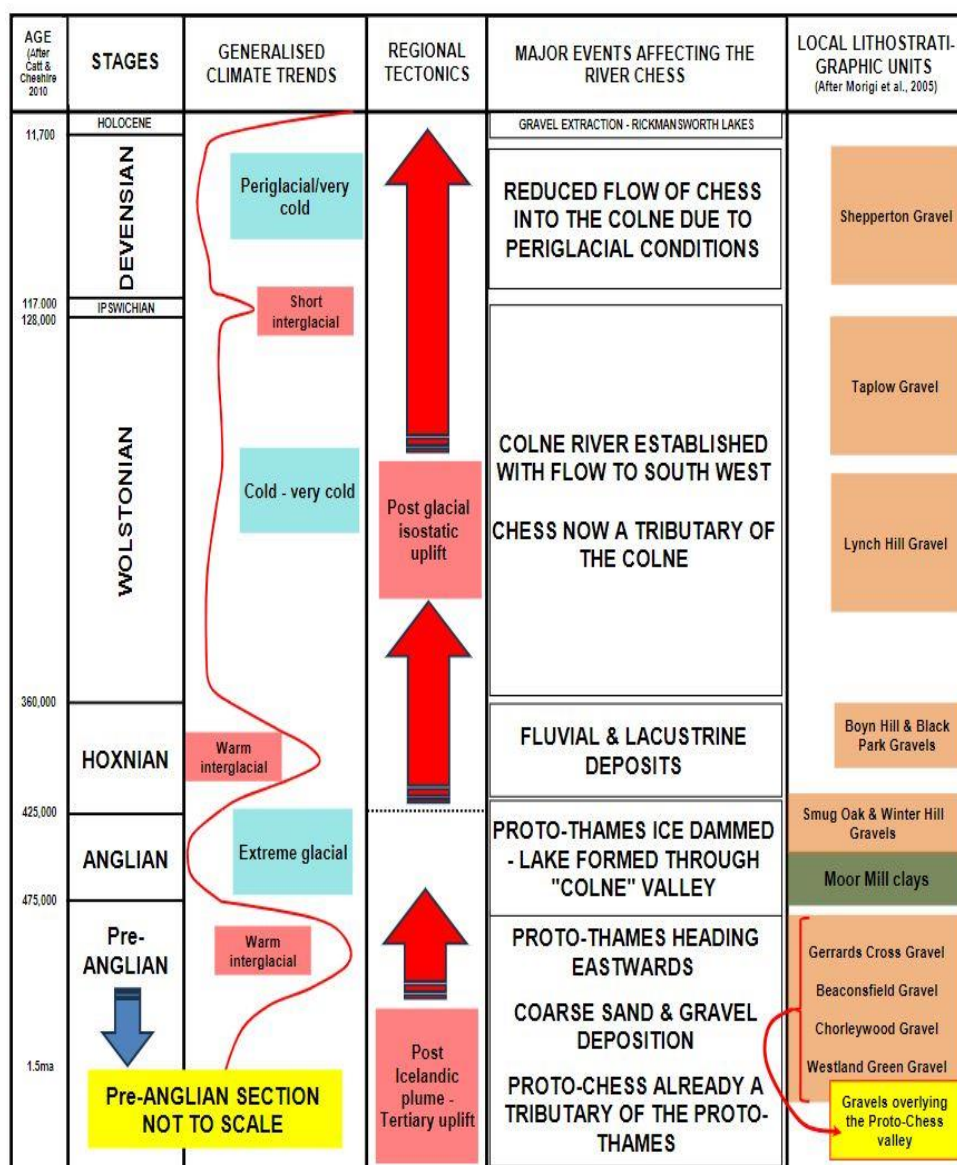 AGE
(After
Catt &
Cheshire
2010
STAGES
GENERALISED
CLIMATE TRENDS
REGIONAL
TECTONICS
MAJOR EVENTS AFFECTING THE
RIVER CHESS
LOCAL LITHOSTRATI-
GRAPHIC UNITS
(After Morigi et al., 2005)
11,700
HOLOCENE
GRAVEL EXTRACTION - RICKMANSWORTH LAKES
DEVENSIAN
Periglacial/very
cold
REDUCED FLOW OF CHESS
INTO THE COLNE DUE TO
PERIGLACIAL CONDITIONS
Shepperton Gravel
117.000
128,000
IPSWICHIAN
Short
interglacial
WOLSTONIAN
Cold - very cold
Post glacial
isostatic
uplift
COLNE RIVER ESTABLISHED
WITH FLOW TO SOUTH WEST
CHESS NOW A TRIBUTARY OF
THE COLNE
Taplow Gravel
Lynch Hill Gravel
360,000
HOXNIAN
Warm
interglacial
FLUVIAL & LACUSTRINE
DEPOSITS
Boyn Hill & Black
Park Gravels
425,000
ANGLIAN
Extreme glacial
PROTO-THAMES ICE DAMMED
- LAKE FORMED THROUGH
"COLNE" VALLEY
Smug Oak & Winter Hill
Gravels
Moor Mill clays
475,000
Pre-
ANGLIAN
Warm
interglacial
PROTO-THAMES HEADING
EASTWARDS
COARSE SAND & GRAVEL
DEPOSITION
PROTO-CHESS ALREADY A
TRIBUTARY OF THE PROTO-
THAMES
Gerrards Cross Gravel
Beaconsfield Gravel
Chorleywood Gravel
Westland Green Gravel
1.5ma
Pre-ANGLIAN SECTION
NOT TO SCALE
Post
Icelandic
plume -
Tertiary uplift
Gravels overlying
the Proto-Chess
valley